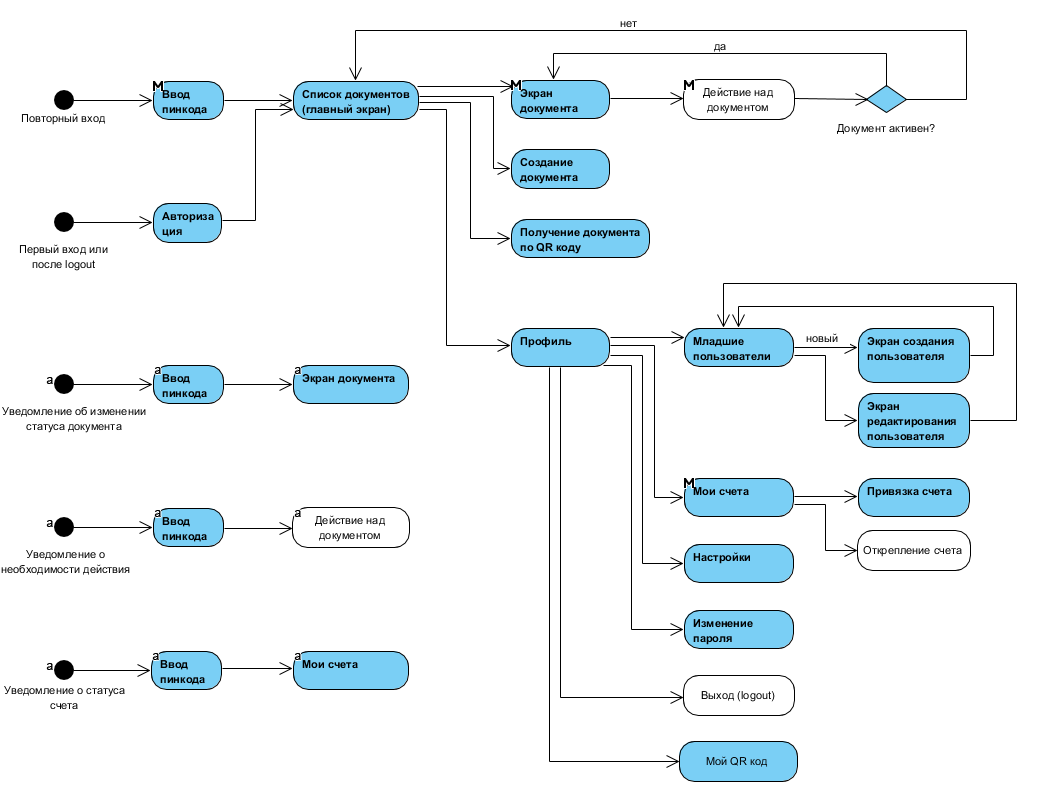 нет
да
М
Ввод
пинкода
Повторный вход
Список документов
(главный экран)
М
Экран
документа
М
Действие над
документом
Документ активен?
Создание
документа
Авториза
ция
Первый вход или
после logout
Получение документа
по QR коду
Профиль
Младшие
пользователи
новый
Экран создания
пользователя
Экран
редактирования
пользователя
а
а
Ввод
пинкода
а
Экран документа
Уведомление об изменении
статуса документа
М
Мои счета
Привязка счета
Открепление счета
а
а
Ввод
пинкода
а
Действие над
документом
Уведомление о
необходимости действия
Настройки
Изменение
пароля
а
а
Ввод
пинкода
а
Мои счета
Уведомление о статуса
счета
Выход (logout)
Мой QR код